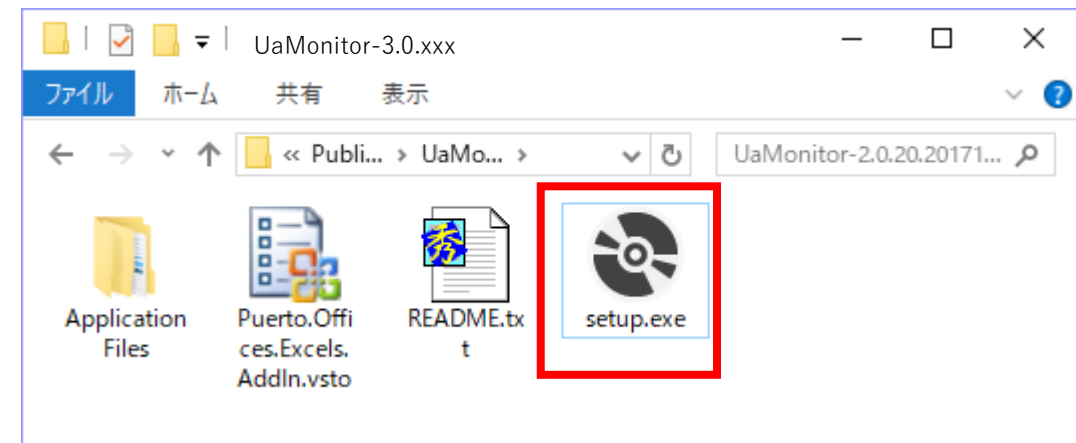 UaMonitor-3.0.xxx
ファイル ホーム 共有 表示
« Publi... › UaMo... › UaMonitor-2.0.20.20171...
秀
Application Files
Puerto.Offi
ces.Excels.
AddIn.vsto
README.tx
t
setup.exe